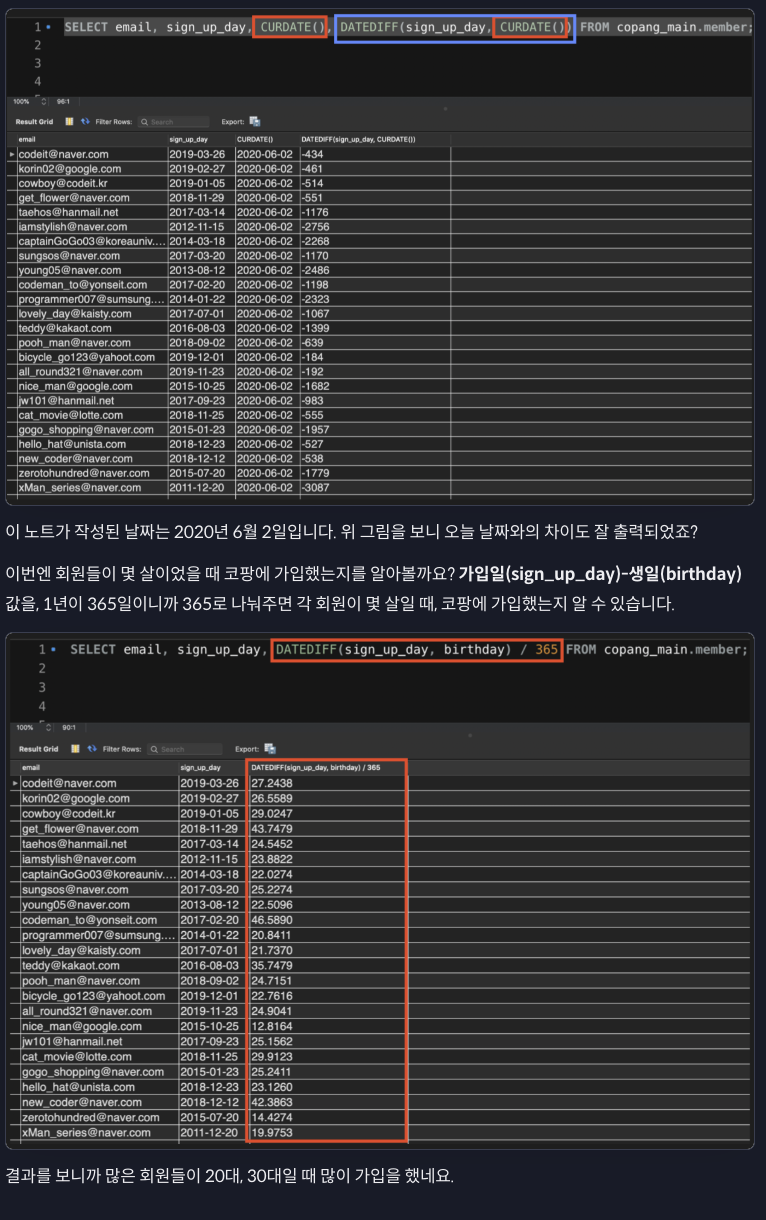 1 SELECT email, sign_up_day, CURDATE(), DATEDIFF(sign_up_day, CURDATE()) FROM copang_main.member;
2
3
4
100% 96:1
Result Grid Filter Rows: Search Export:
email sign_up_day CURDATE() DATEDIFF(sign_up_day, CURDATE())
codeit@naver.com 2019-03-26 2020-06-02 -434
korin02@google.com 2019-02-27 2020-06-02 -461
cowboy@codeit.kr 2019-01-05 2020-06-02 -514
get_flower@naver.com 2018-11-29 2020-06-02 -551
taehos@hanmail.net 2017-03-14 2020-06-02 -1176
iamstylish@naver.com 2012-11-15 2020-06-02 -2756
captainGoGo03@koreauniv.... 2014-03-18 2020-06-02 -2268
sungsos@naver.com 2017-03-20 2020-06-02 -1170
young05@naver.com 2013-08-12 2020-06-02 -2486
codeman_to@yonseit.com 2017-02-20 2020-06-02 -1198
programmer007@sumsung.... 2014-01-22 2020-06-02 -2323
lovely_day@kaisty.com 2017-07-01 2020-06-02 -1067
teddy@kakaot.com 2016-08-03 2020-06-02 -1399
pooh_man@naver.com 2018-09-02 2020-06-02 -639
bicycle_go123@yahoot.com 2019-12-01 2020-06-02 -184
all_round321@naver.com 2019-11-23 2020-06-02 -192
nice_man@google.com 2015-10-25 2020-06-02 -1682
jw101@hanmail.net 2017-09-23 2020-06-02 -983
cat_movie@lotte.com 2018-11-25 2020-06-02 -555
gogo_shopping@naver.com 2015-01-23 2020-06-02 -1957
hello_hat@unista.com 2018-12-23 2020-06-02 -527
new_coder@naver.com 2018-12-12 2020-06-02 -538
zerotohundred@naver.com 2015-07-20 2020-06-02 -1779
xMan_series@naver.com 2011-12-20 2020-06-02 -3087
이 노트가 작성된 날짜는 2020년 6월 2일입니다. 위 그림을 보니 오늘 날짜와의 차이도 잘 출력되었죠?
이번엔 회원들이 몇 살이었을 때 코팡에 가입했는지를 알아볼까요? 가입일(sign_up_day)-생일(birthday)
값을, 1년이 365일이니까 365로 나눠주면 각 회원이 몇 살일 때, 코팡에 가입했는지 알 수 있습니다.
1 SELECT email, sign_up_day, DATEDIFF(sign_up_day, birthday) / 365 FROM copang_main.member;
2
3
4
100% 90:1
Result Grid Filter Rows: Search Export:
email sign_up_day DATEDIFF(sign_up_day, birthday) / 365
codeit@naver.com 2019-03-26 27.2438
korin02@google.com 2019-02-27 26.5589
cowboy@codeit.kr 2019-01-05 29.0247
get_flower@naver.com 2018-11-29 43.7479
taehos@hanmail.net 2017-03-14 24.5452
iamstylish@naver.com 2012-11-15 23.8822
captainGoGo03@koreauniv.... 2014-03-18 22.0274
sungsos@naver.com 2017-03-20 25.2274
young05@naver.com 2013-08-12 22.5096
codeman_to@yonseit.com 2017-02-20 46.5890
programmer007@sumsung.... 2014-01-22 20.8411
lovely_day@kaisty.com 2017-07-01 21.7370
teddy@kakaot.com 2016-08-03 35.7479
pooh_man@naver.com 2018-09-02 24.7151
bicycle_go123@yahoot.com 2019-12-01 22.7616
all_round321@naver.com 2019-11-23 24.9041
nice_man@google.com 2015-10-25 12.8164
jw101@hanmail.net 2017-09-23 25.1562
cat_movie@lotte.com 2018-11-25 29.9123
gogo_shopping@naver.com 2015-01-23 25.2411
hello_hat@unista.com 2018-12-23 23.1260
new_coder@naver.com 2018-12-12 42.3863
zerotohundred@naver.com 2015-07-20 14.4274
xMan_series@naver.com 2011-12-20 19.9753
결과를 보니까 많은 회원들이 20대, 30대일 때 많이 가입을 했네요.